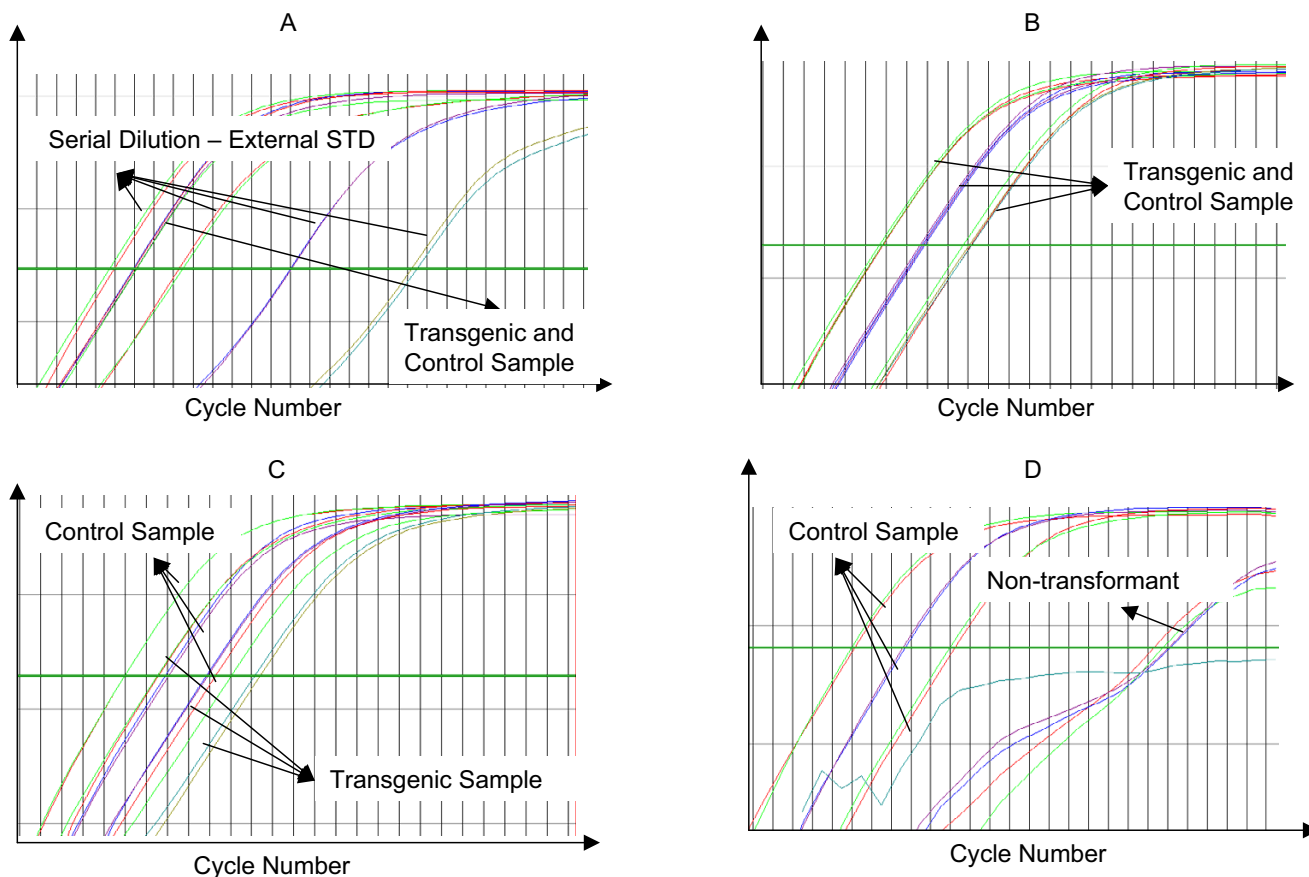 A
Serial Dilution – External STD
Transgenic and
Control Sample
Cycle Number
B
Transgenic and
Control Sample
Cycle Number
C
Control Sample
Transgenic Sample
Cycle Number
D
Control Sample
Non-transformant
Cycle Number